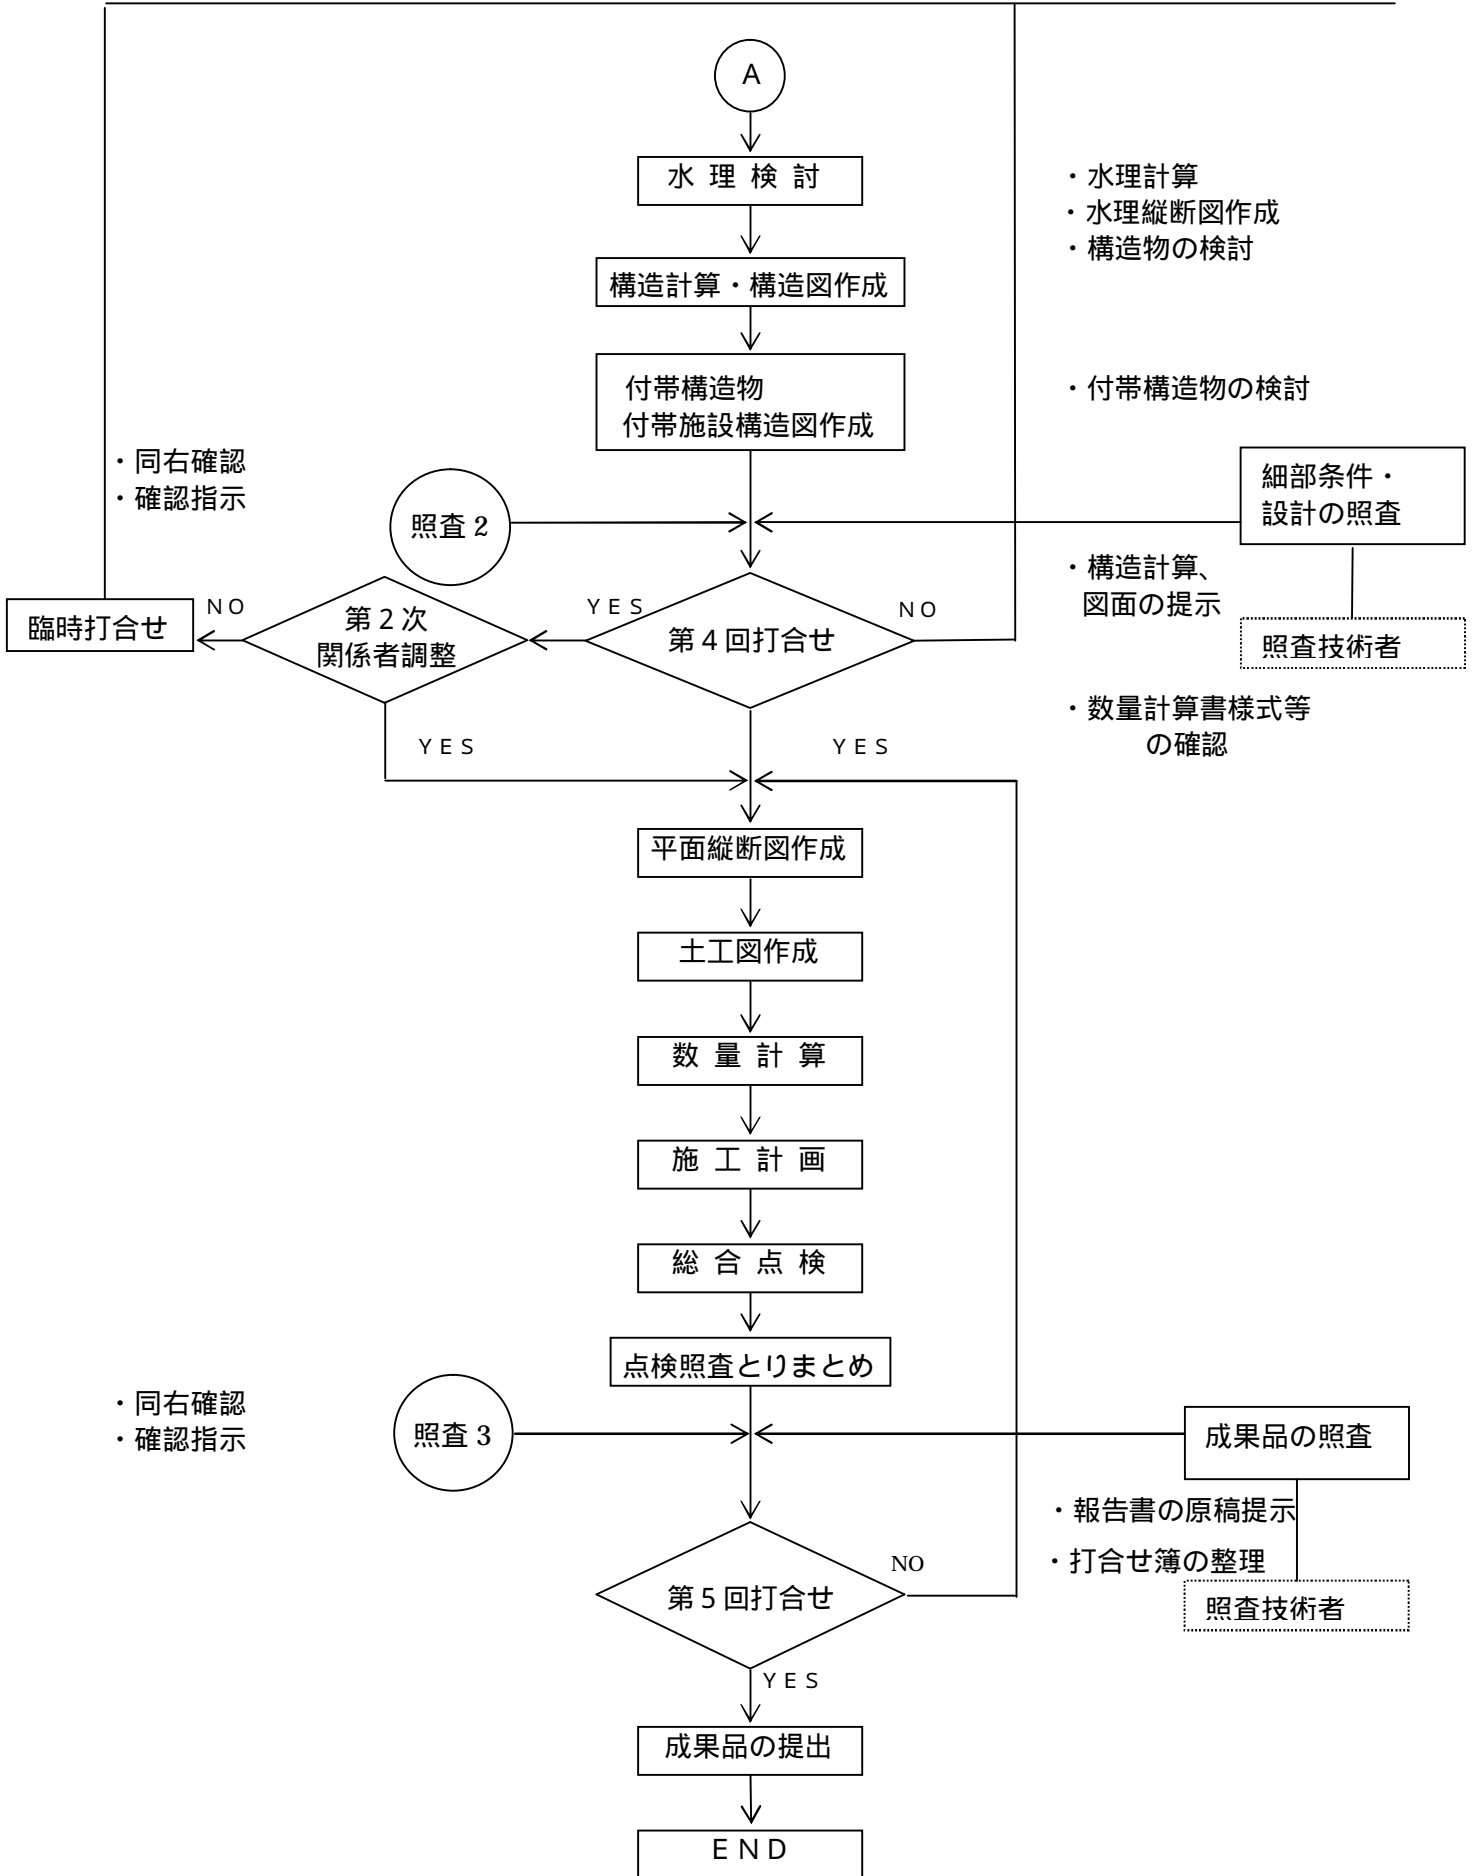 A
水 理 検 討
・水理計算
・水理縦断図作成
・構造物の検討
構造計算・構造図作成
付帯構造物
付帯施設構造図作成
・付帯構造物の検討
・同右確認
・確認指示
照査 2
細部条件・
設計の照査
・構造計算、
図面の提示
照査技術者
臨時打合せ
ＮＯ
第２次
関係者調整
ＹＥＳ
第４回打合せ
ＮＯ
・数量計算書様式等
の確認
ＹＥＳ
ＹＥＳ
平面縦断図作成
土工図作成
数 量 計 算
施 工 計 画
総 合 点 検
点検照査とりまとめ
・同右確認
・確認指示
照査 3
成果品の照査
・報告書の原稿提示
・打合せ簿の整理
照査技術者
NO
第５回打合せ
ＹＥＳ
成果品の提出
ＥＮＤ